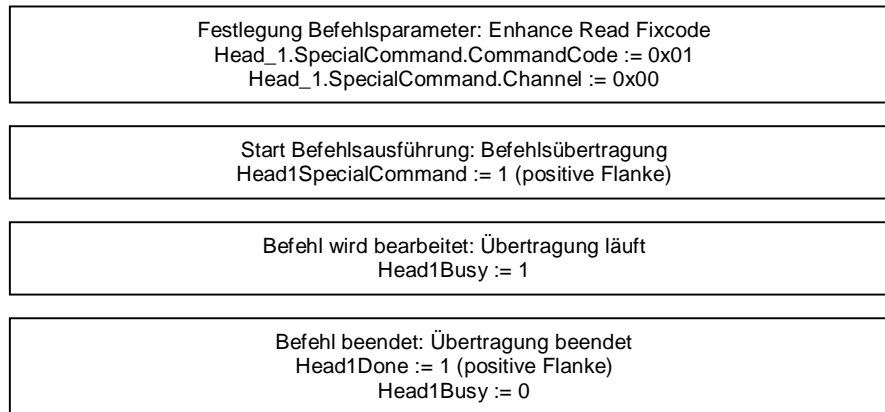 Festlegung Befehlsparameter: Enhance Read Fixcode
Head_1.SpecialCommand.CommandCode := 0x01
Head_1.SpecialCommand.Channel := 0x00
Start Befehlsausführung: Befehlsübertragung
Head1SpecialCommand := 1 (positive Flanke)
Befehl wird bearbeitet: Übertragung läuft
Head1Busy := 1
Befehl beendet: Übertragung beendet
Head1Done := 1 (positive Flanke)
Head1Busy := 0